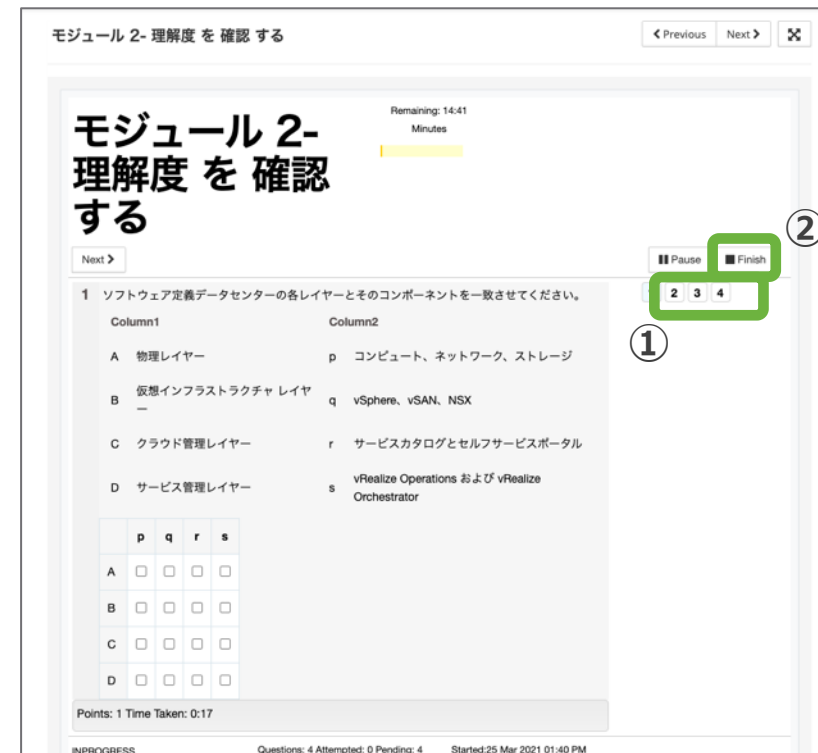 モジュール 2- 理解度 を 確認 する
Previous Next
モジュール 2-
理解度 を 確認
する
Remaining: 14:41
Minutes
②
Next
Pause Finish
1 ソフトウェア定義データセンターの各レイヤーとそのコンポーネントを一致させてください。
2 3 4
①
Column1 Column2
A 物理レイヤー p コンピュート、ネットワーク、ストレージ
B 仮想インフラストラクチャ レイヤ
ー
q vSphere、vSAN、NSX
C クラウド管理レイヤー r サービスカタログとセルフサービスポータル
D サービス管理レイヤー s vRealize Operations および vRealize
Orchestrator
p q r s
A
B
C
D
Points: 1 Time Taken: 0:17
INPROGRESS Questions: 4 Attempted: 0 Pending: 4 Started:25 Mar 2021 01:40 PM